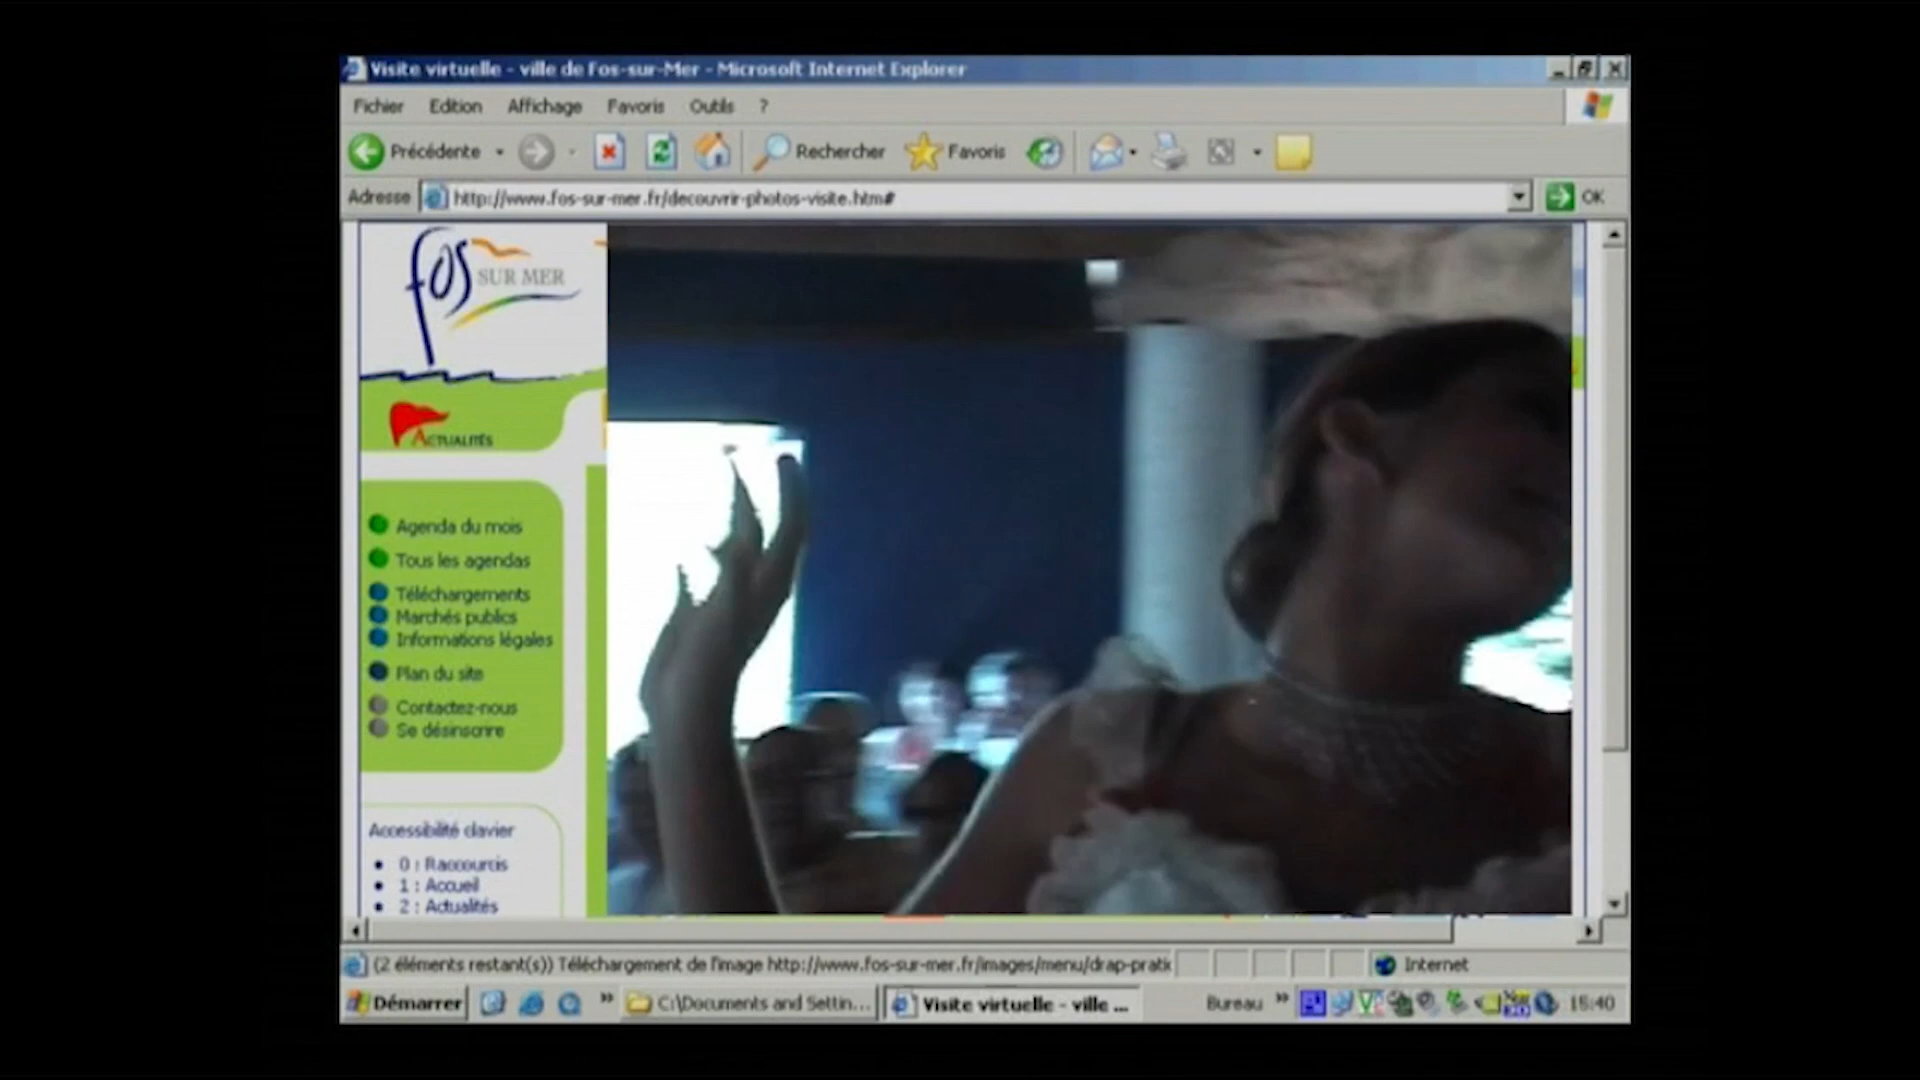 Visite virtuelle - ville de Fos-sur-Mer - Microsoft Internet Explorer
Fichier Edition Affichage Favoris Outils ?
Précédente Rechercher Favoris
Adresse http://www.fos-sur-mer.fr/decouvrir-photos-visite.htm# OK
fos SUR MER
Actualités
Agenda du mois
Tous les agendas
Téléchargements
Marchés publics
Informations légales
Plan du site
Contactez-nous
Se désinscrire
Accessibilité clavier
0 : Raccourcis
1 : Accueil
2 : Actualités
(2 éléments restant(s)) Téléchargement de l'image http://www.fos-sur-mer.fr/images/menu/drap-pratic Internet
Démarrer » C:\Documents and Settin... Visite virtuelle - ville ... Bureau » 15:40